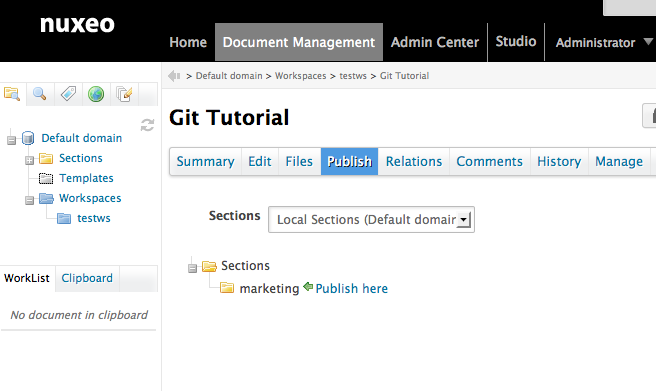 nuxeo
Home Document Management Admin Center Studio Administrator
> Default domain > Workspaces > testws > Git Tutorial
Git Tutorial
Summary Edit Files Publish Relations Comments History Manage
Default domain
Sections
Templates
Workspaces
testws
Sections Local Sections (Default domain
Sections
marketing Publish here
WorkList Clipboard
No document in clipboard